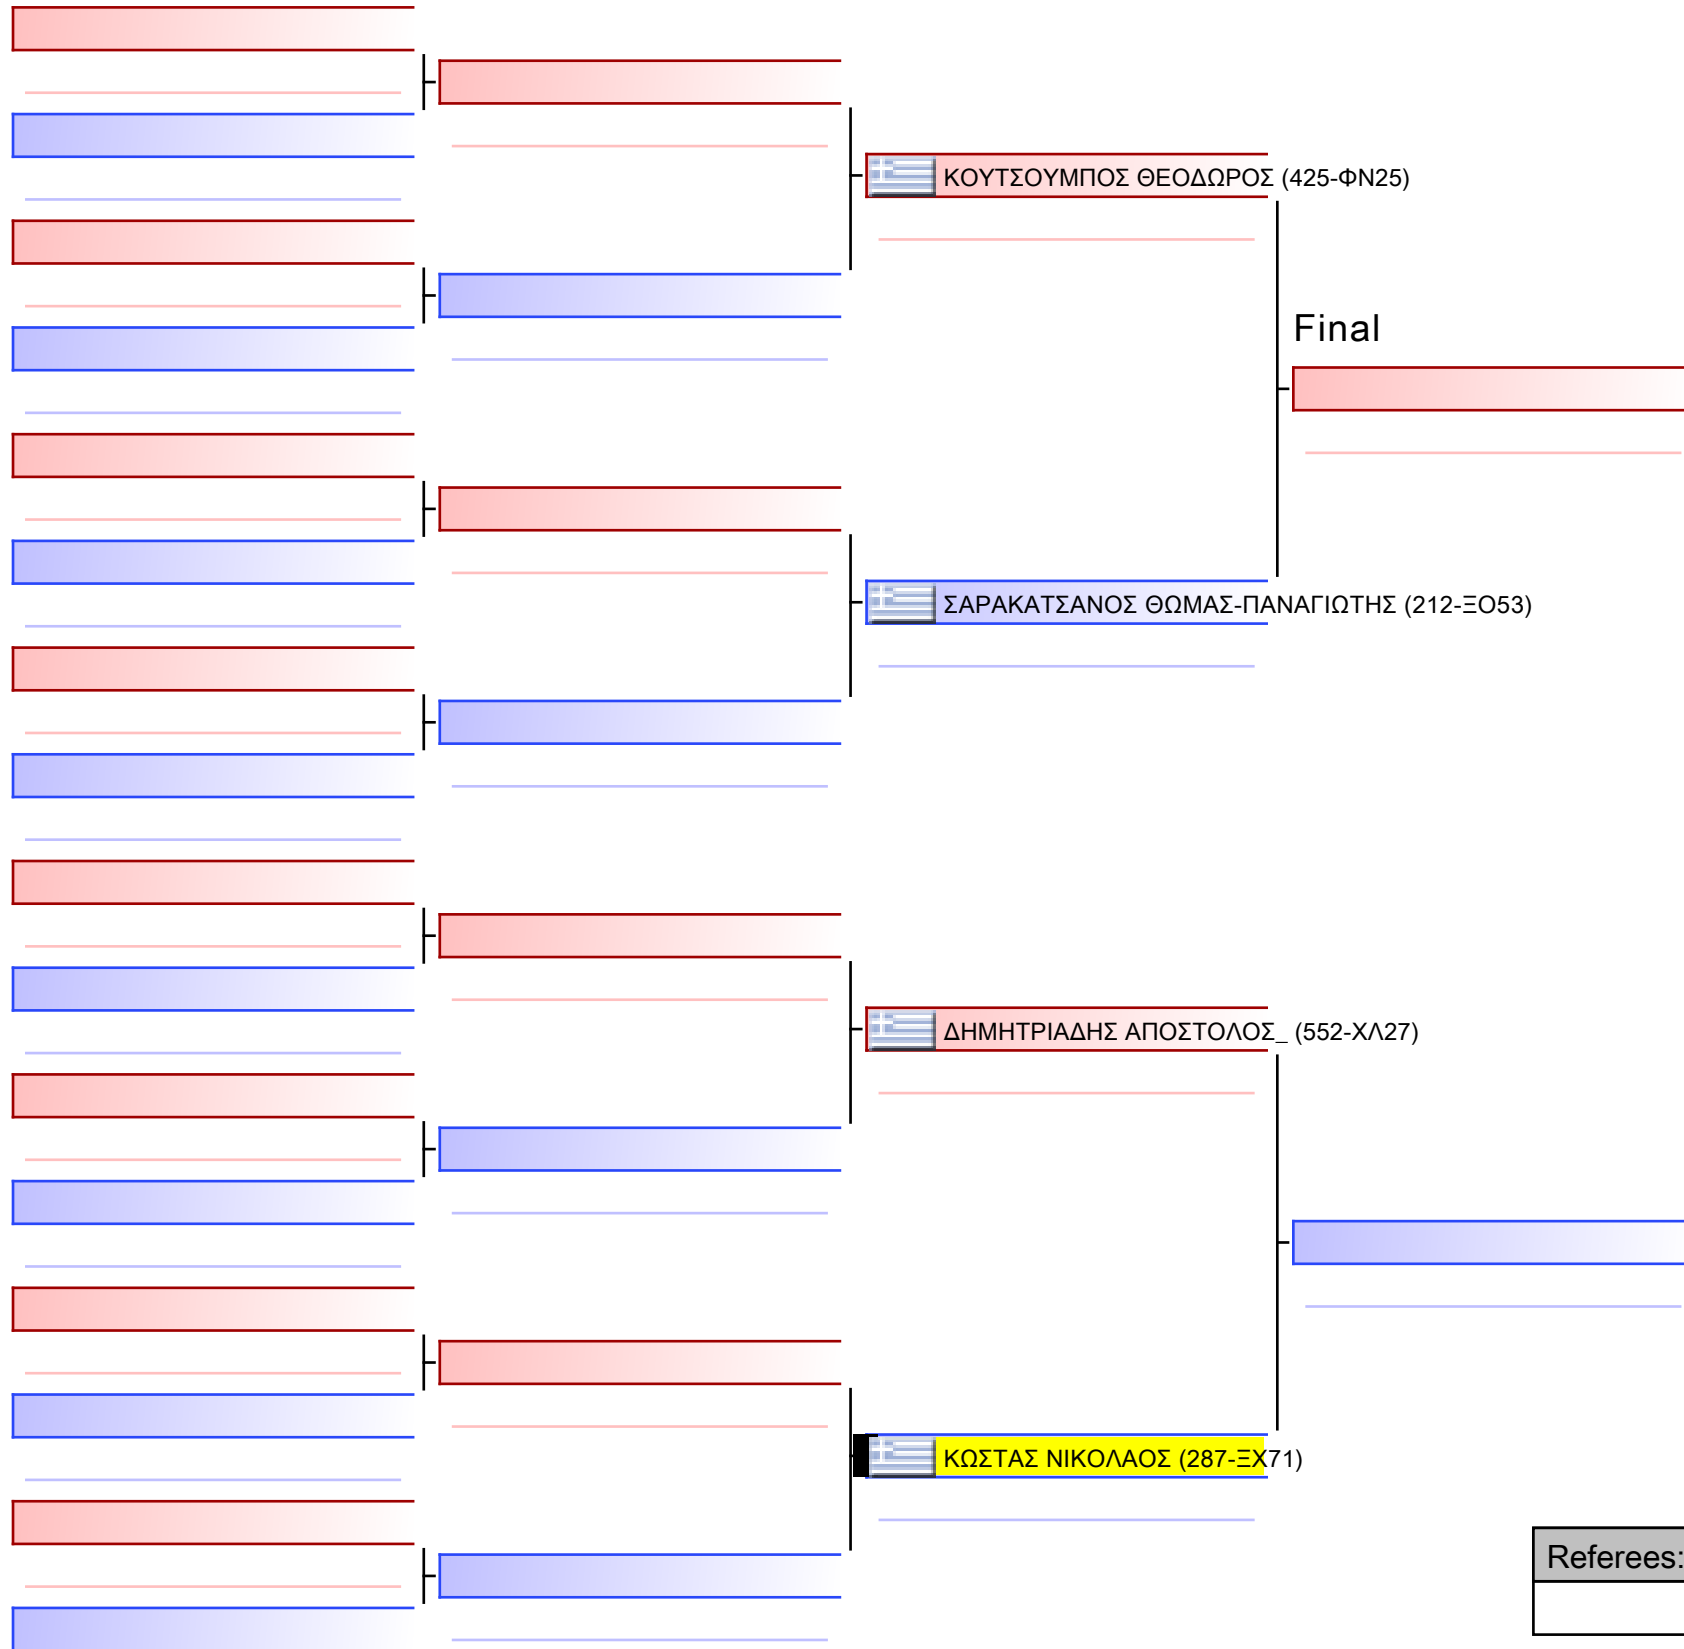 ΚΟΥΤΣΟΥΜΠΟΣ ΘΕΟΔΩΡΟΣ (425-ΦΝ25)
Final
ΣΑΡΑΚΑΤΣΑΝΟΣ ΘΩΜΑΣ-ΠΑΝΑΓΙΩΤΗΣ (212-ΞΟ53)
ΔΗΜΗΤΡΙΑΔΗΣ ΑΠΟΣΤΟΛΟΣ_ (552-ΧΛ27)
ΚΩΣΤΑΣ ΝΙΚΟΛΑΟΣ (287-ΞΧ71)
Referees: